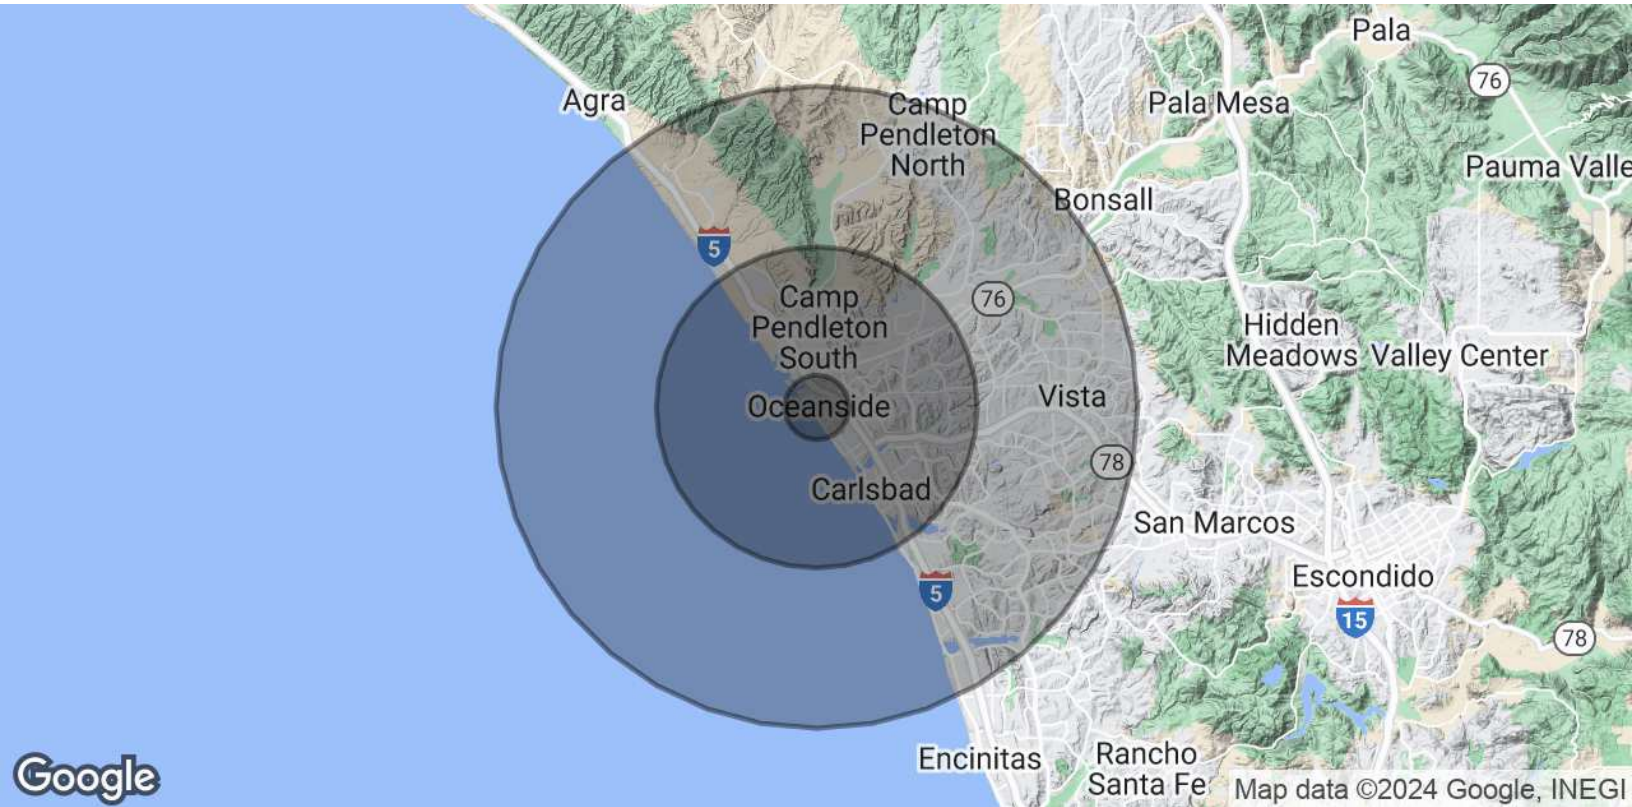 Pala
76
Agra
Camp
Pendleton
North
Pala Mesa
Pauma Valle
Bonsall
5
Camp
Pendleton
South
76
Hidden
Meadows
Valley Center
Oceanside
Vista
78
Carlsbad
San Marcos
Escondido
5
15
78
Encinitas
Rancho
Santa Fe
Google
Map data ©2024 Google, INEGI